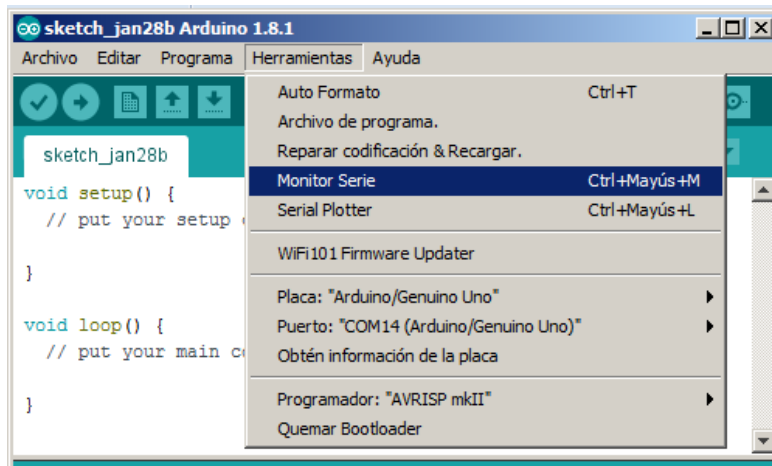 sketch_jan28b Arduino 1.8.1
Archivo Editar Programa Herramientas Ayuda
sketch_jan28b
void setup() {
// put your setup
}
void loop() {
// put your main
}
Auto Formato Ctrl+T
Archivo de programa.
Reparar codificación & Recargar.
Monitor Serie Ctrl+Mayús+M
Serial Plotter Ctrl+Mayús+L
WiFi101 Firmware Updater
Placa: "Arduino/Genuino Uno"
Puerto: "COM14 (Arduino/Genuino Uno)"
Obtén información de la placa
Programador: "AVRISP mkII"
Quemar Bootloader